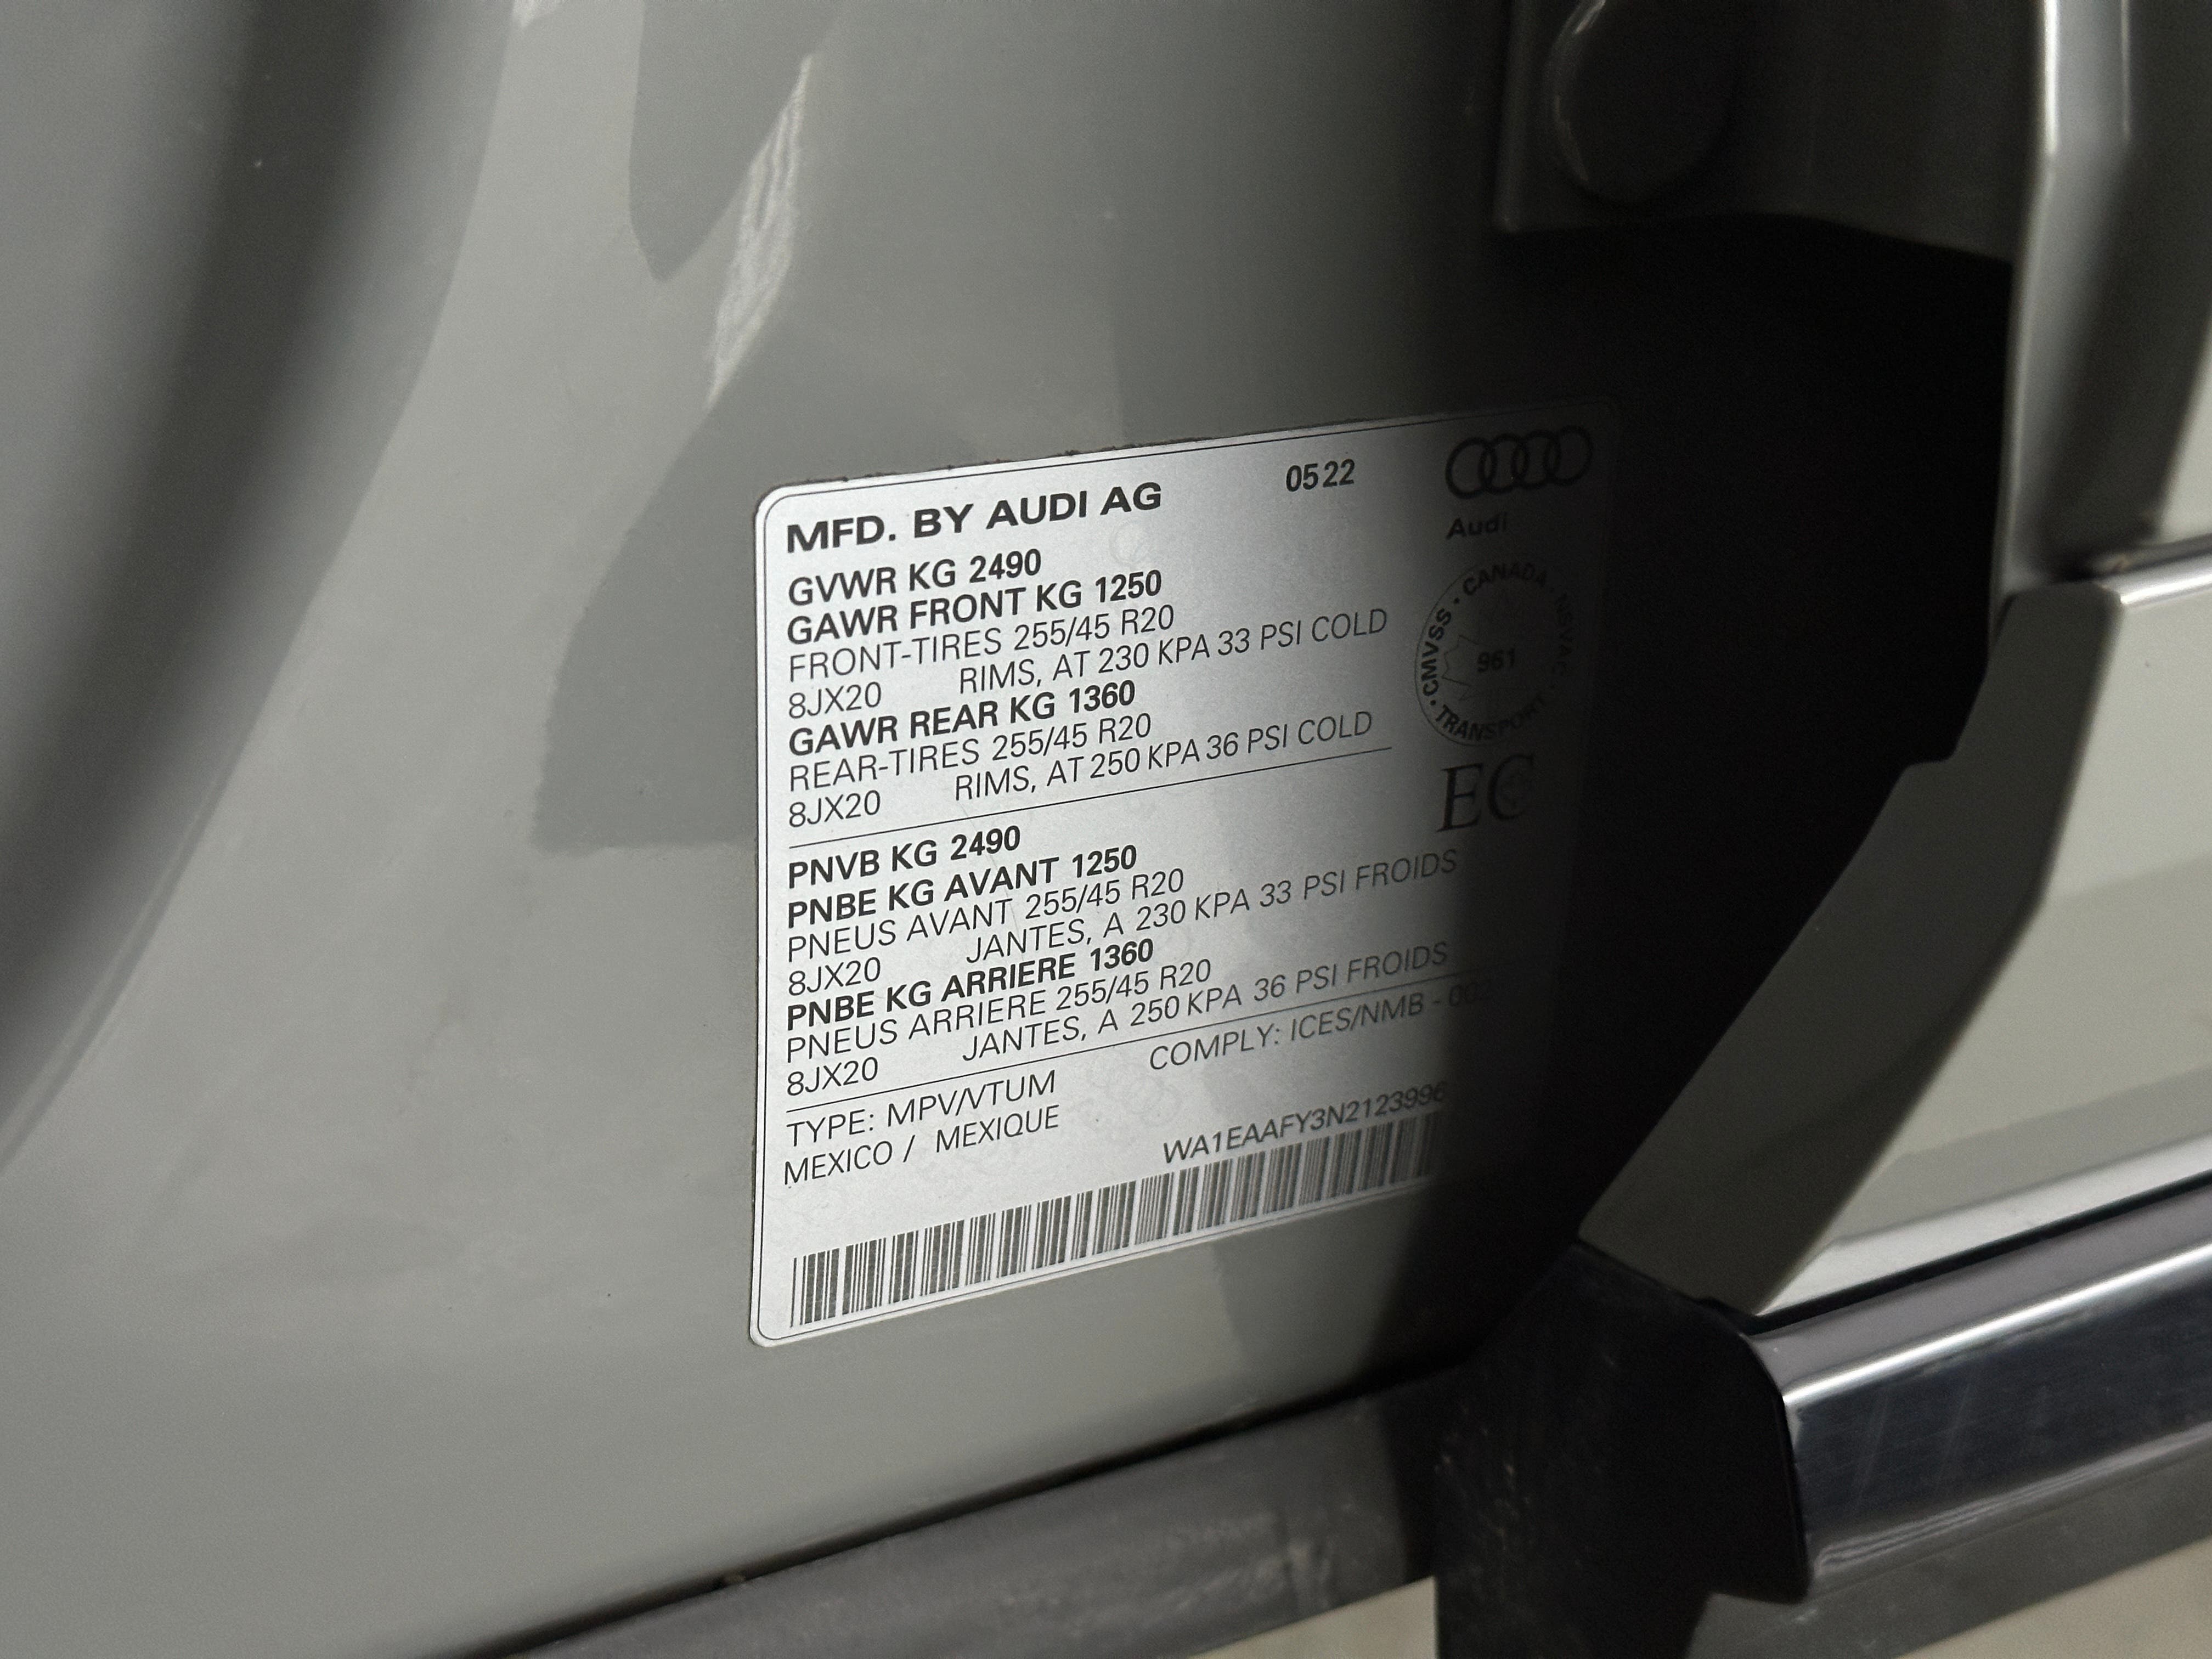 MFD. BY AUDI AG 0522
Audi
GVWR KG 2490
GAWR FRONT KG 1250
FRONT-TIRES 255/45 R20
8JX20 RIMS, AT 230 KPA 33 PSI COLD
GAWR REAR KG 1360
REAR-TIRES 255/45 R20
8JX20 RIMS, AT 250 KPA 36 PSI COLD
CANADA NSVAC TRANSPORT CMVSS
961
EC
PNVB KG 2490
PNBE KG AVANT 1250
PNEUS AVANT 255/45 R20
8JX20 JANTES, A 230 KPA 33 PSI FROIDS
PNBE KG ARRIERE 1360
PNEUS ARRIERE 255/45 R20
8JX20 JANTES, A 250 KPA 36 PSI FROIDS
TYPE: MPV/VTUM COMPLY: ICES/NMB - 002
MEXICO / MEXIQUE WA1EAAFY3N2123996